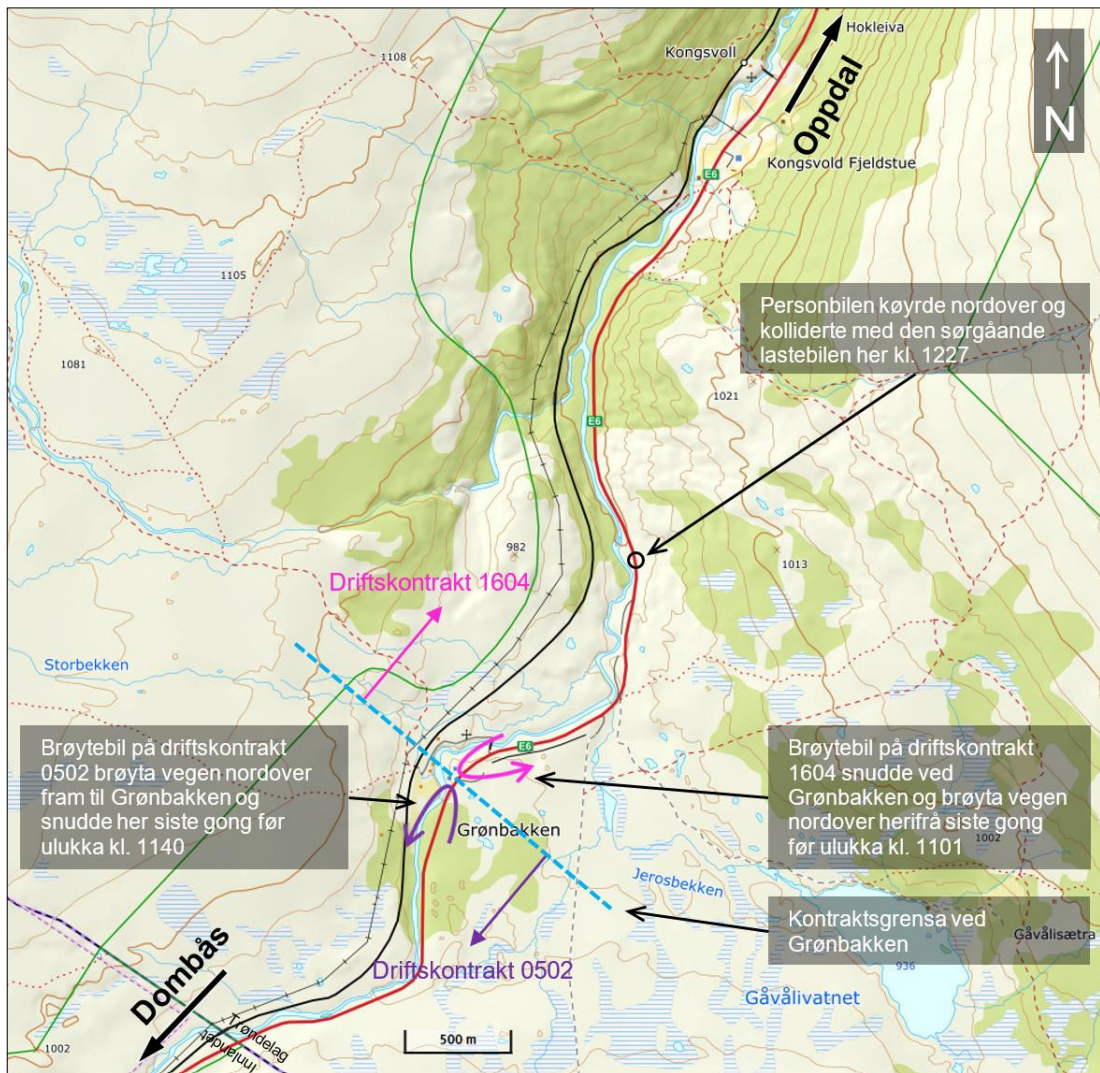 1108
Kongsvoll
Hokleiva
Oppdal
N
E6
Kongsvold Fjeldstue
1105
1081
Personbilen køyrde nordover og
kolliderte med den sørgåande
lastebilen her kl. 1227
1021
E6
982
1013
Driftskontrakt 1604
Storbekken
Brøytebil på driftskontrakt
0502 brøyta vegen nordover
fram til Grønbakken og
snudde her siste gong før
ulukka kl. 1140
E6
Brøytebil på driftskontrakt
1604 snudde ved
Grønbakken og brøyta vegen
nordover herifrå siste gong
før ulukka kl. 1101
1002
Grønbakken
Jerosbekken
Kontraktsgrensa ved
Grønbakken
Gåvålisætra
936
Gåvålivatnet
Driftskontrakt 0502
Dombås
Trøndelag
Innlandet
1002
500 m